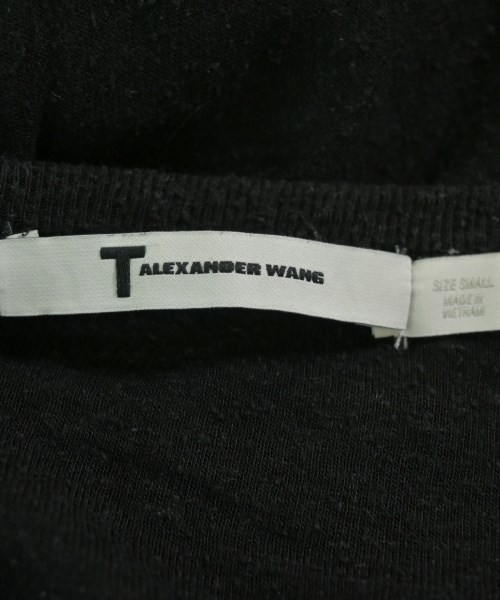 T ALEXANDER WANG
SIZE SMALL
MADE IN
VIETNAM